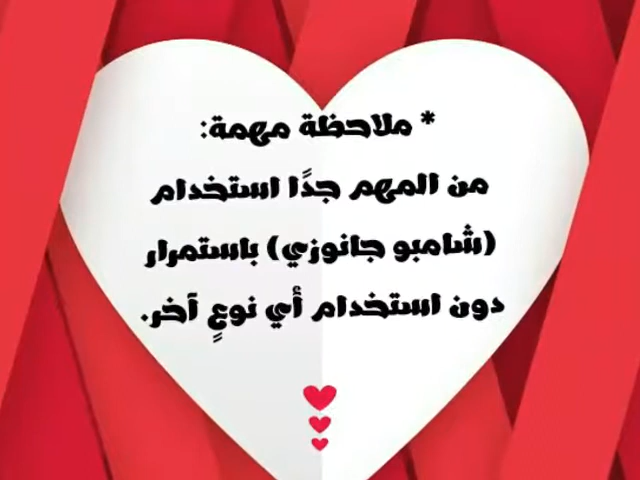 * ملاحظة مهمة:
من المهم جدًا استخدام
(شامبو جانوزي) باستمرار
دون استخدام أي نوعٍ آخر.